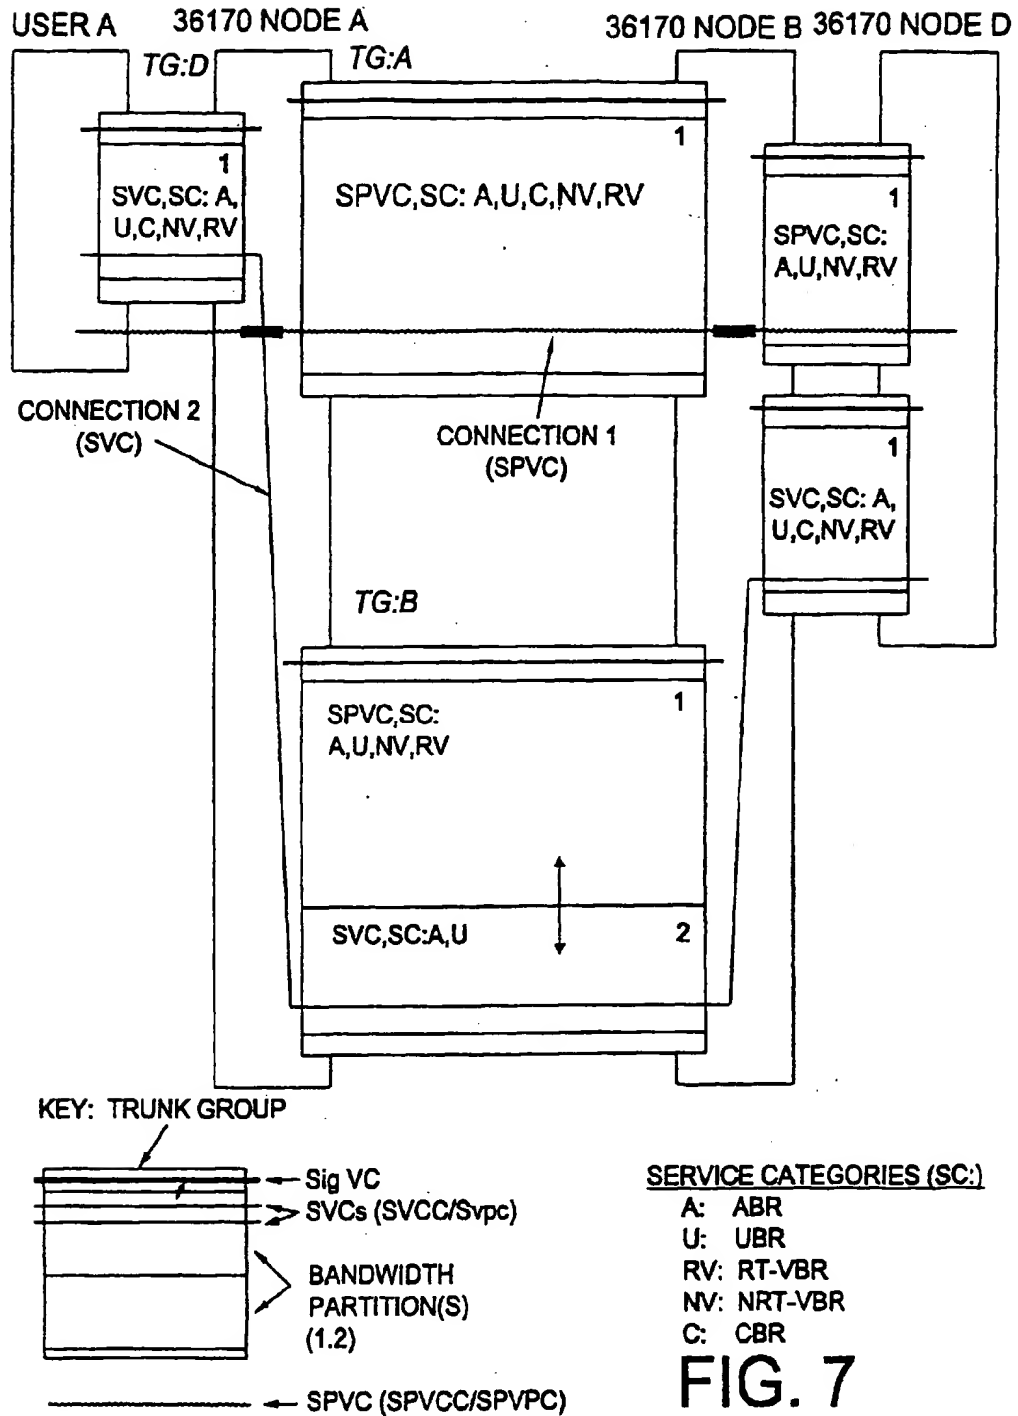 USER A
36170 NODE A
36170 NODE B
36170 NODE D
TG:D
TG:A
1
SVC,SC: A,
U,C,NV,RV
1
SPVC,SC: A,U,C,NV,RV
1
SPVC,SC:
A,U,NV,RV
CONNECTION 2
(SVC)
CONNECTION 1
(SPVC)
1
SVC,SC: A,
U,C,NV,RV
TG:B
1
SPVC,SC:
A,U,NV,RV
SVC,SC:A,U
2
KEY: TRUNK GROUP
Sig VC
SVCs (SVCC/Svpc)
BANDWIDTH
PARTITION(S)
(1.2)
SPVC (SPVCC/SPVPC)
SERVICE CATEGORIES (SC:)
A: ABR
U: UBR
RV: RT-VBR
NV: NRT-VBR
C: CBR
FIG. 7